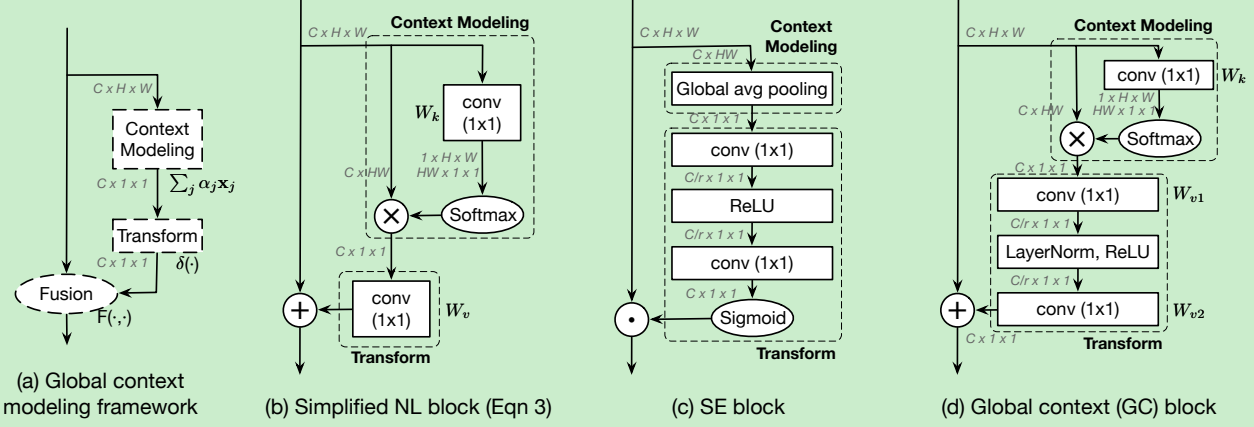 C x H x W
Context
Modeling
C x 1 x 1
∑j αjxj
Transform
C x 1 x 1
δ(·)
Fusion
F(·,·)
(a) Global context
modeling framework
Context Modeling
C x H x W
Wk
conv
(1x1)
1 x H x W
C x HW
HW x 1 x 1
×
Softmax
C x 1 x 1
conv
(1x1)
Wv
+
Transform
(b) Simplified NL block (Eqn 3)
C x H x W
Context
Modeling
C x HW
Global avg pooling
C x 1 x 1
conv (1x1)
C/r x 1 x 1
ReLU
C/r x 1 x 1
conv (1x1)
C x 1 x 1
Sigmoid
·
Transform
(c) SE block
Context Modeling
C x H x W
conv (1x1)
Wk
1 x H x W
C x HW
HW x 1 x 1
×
Softmax
C x 1 x 1
conv (1x1)
Wv1
C/r x 1 x 1
LayerNorm, ReLU
C/r x 1 x 1
conv (1x1)
Wv2
+
C x 1 x 1
Transform
(d) Global context (GC) block